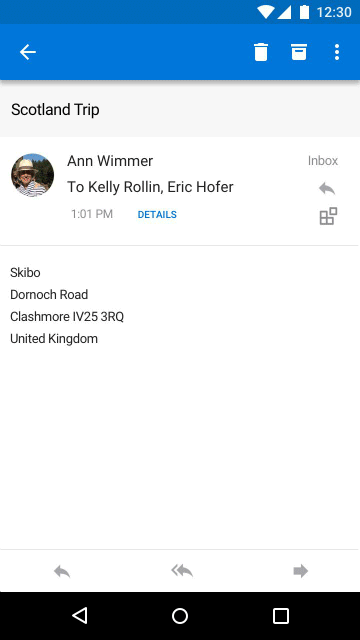 12:30
Scotland Trip
Ann Wimmer
Inbox
To Kelly Rollin, Eric Hofer
1:01 PM
DETAILS
Skibo
Dornoch Road
Clashmore IV25 3RQ
United Kingdom